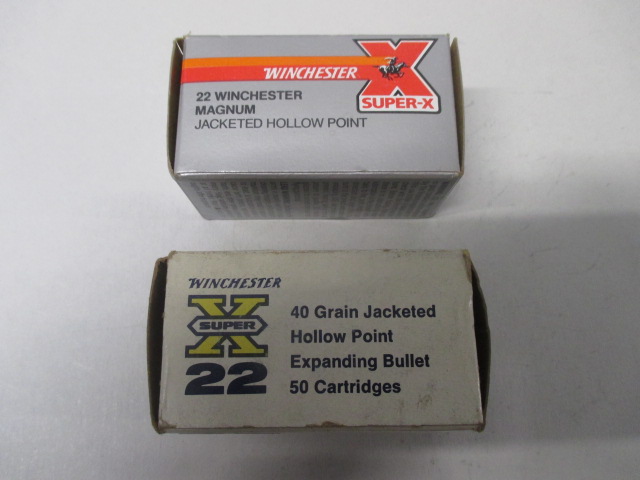 WINCHESTER
X
SUPER-X
22 WINCHESTER
MAGNUM
JACKETED HOLLOW POINT
WINCHESTER
X
SUPER
22
40 Grain Jacketed
Hollow Point
Expanding Bullet
50 Cartridges